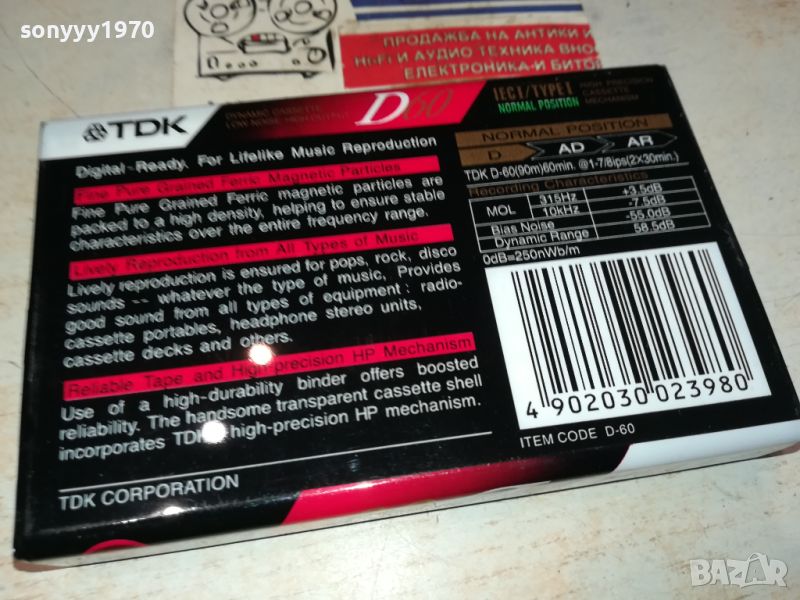 sonyyy1970
ПРОДАЖБА НА АНТИКИ И
Hi-Fi И АУДИО ТЕХНИКА ВНОС
ЕЛЕКТРОНИКА-И БИТОВ
TDK
DYNAMIC CASSETTE
LOW NOISE HIGH OUTPUT
D60
IECI/TYPE I
NORMAL POSITION
HIGH PRECISION
CASSETTE
MECHANISM
Digital-Ready. For Lifelike Music Reproduction
Fine Pure Grained Ferric Magnetic Particles
Fine Pure Grained Ferric magnetic particles are
packed to a high density, helping to ensure stable
characteristics over the entire frequency range.
Lively Reproduction from All Types of Music
Lively reproduction is ensured for pops, rock, disco
sounds -- whatever the type of music. Provides
good sound from all types of equipment : radio-
cassette portables, headphone stereo units,
cassette decks and others.
Reliable Tape and High-precision HP Mechanism
Use of a high-durability binder offers boosted
reliability. The handsome transparent cassette shell
incorporates high-precision HP mechanism.
TDK CORPORATION
NORMAL POSITION
D AD AR
TDK D-60(90m)60min. @1-7/8ips(2×30min.)
Recording Characteristics
MOL 315Hz +3.5dB
10kHz -7.5dB
Bias Noise -55.0dB
Dynamic Range 58.5dB
0dB=250nWb/m
4 902030 023980
ITEM CODE D-60
BAZAR